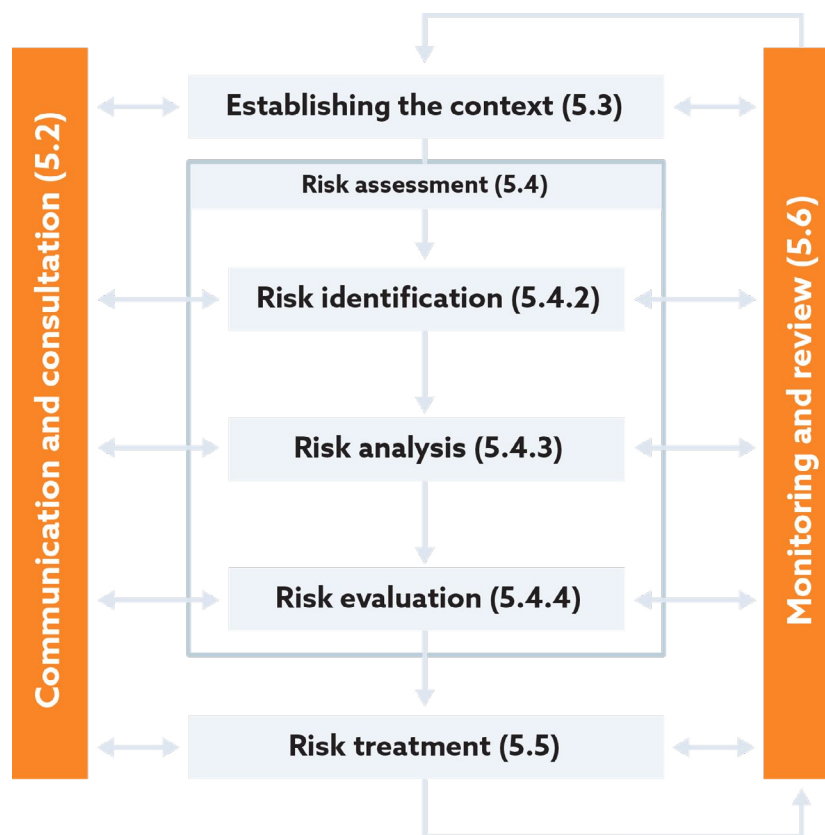 Establishing the context (5.3)
Risk assessment (5.4)
Risk identification (5.4.2)
Risk analysis (5.4.3)
Risk evaluation (5.4.4)
Risk treatment (5.5)
Communication and consultation (5.2)
Monitoring and review (5.6)